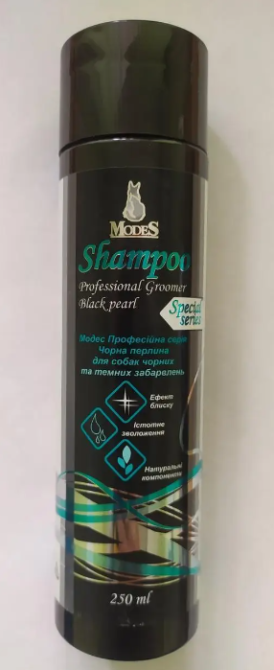 MODES
Shampoo
Professional Groomer
Black pearl
Special
series
Модес Професійна серія
Чорна перлина
для собак чорних
та темних забарвлень
Ефект
блиску
Істотне
зволоження
Натуральні
компоненти
250 ml